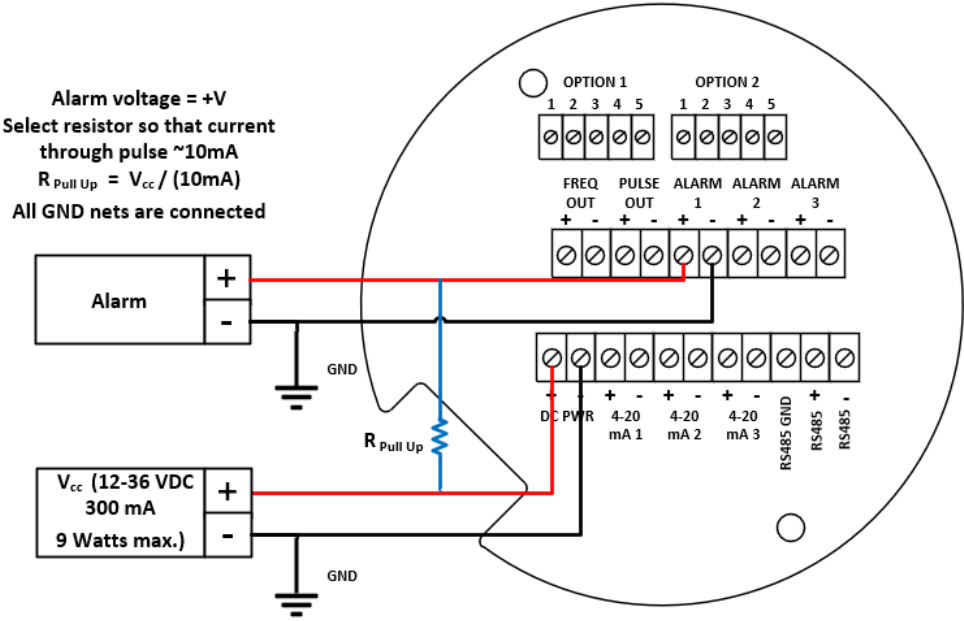 Alarm voltage = +V
Select resistor so that current
through pulse ~10mA
R Pull Up = Vcc / (10mA)
All GND nets are connected
Alarm
+
-
GND
R Pull Up
Vcc (12-36 VDC
300 mA
9 Watts max.)
+
-
GND
OPTION 1
1 2 3 4 5
OPTION 2
1 2 3 4 5
FREQ
OUT
+ -
PULSE
OUT
+ -
ALARM
1
+ -
ALARM
2
+ -
ALARM
3
+ -
+ -
DC PWR
+ -
4-20
mA 1
+ -
4-20
mA 2
+ -
4-20
mA 3
RS485 GND
+
RS485
-
RS485